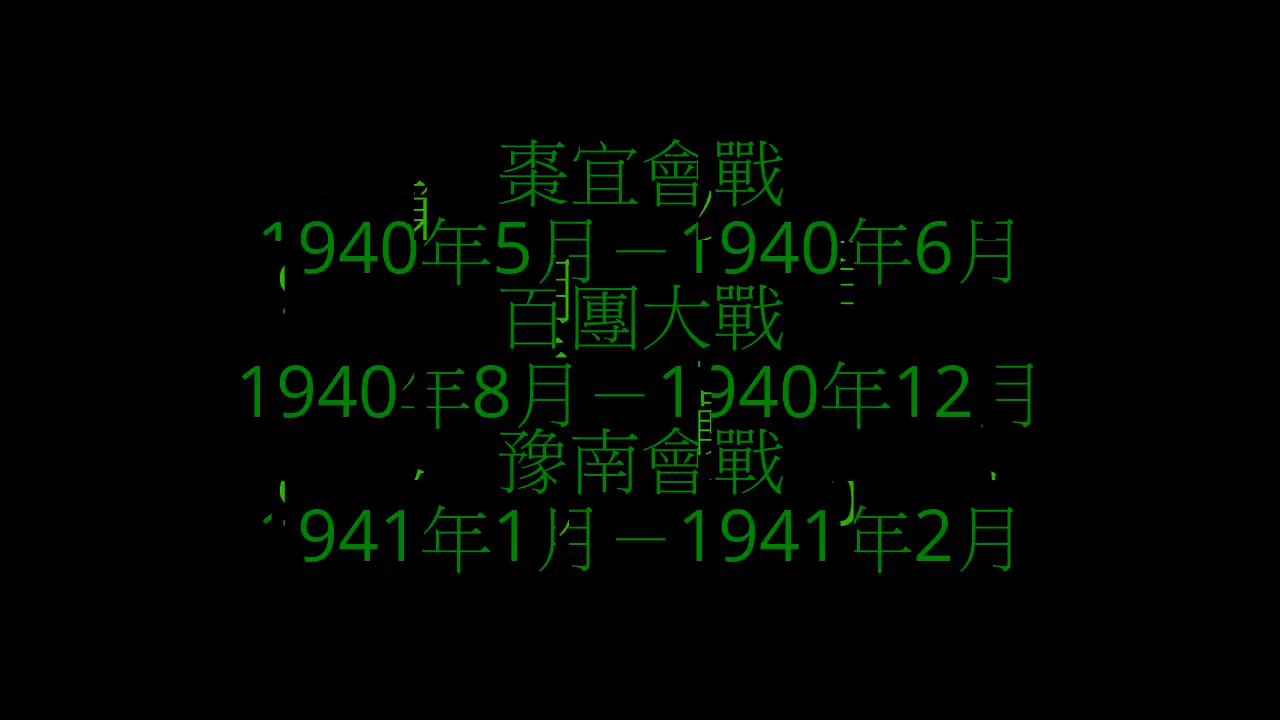 棗宜會戰
1940年5月－1940年6月
百團大戰
1940年8月－1940年12月
豫南會戰
1941年1月－1941年2月